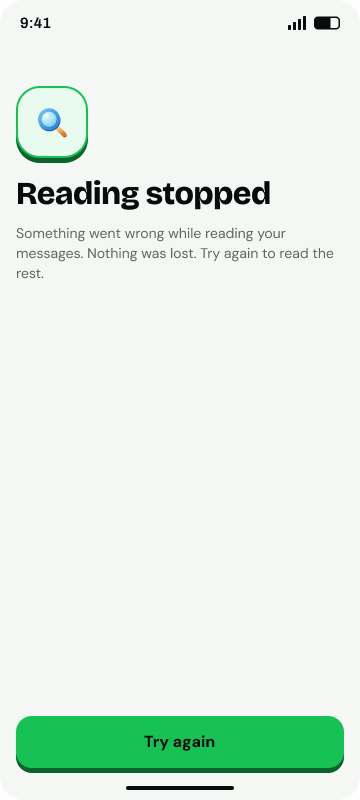 9:41
Reading stopped
Something went wrong while reading your
messages. Nothing was lost. Try again to read the
rest.
Try again